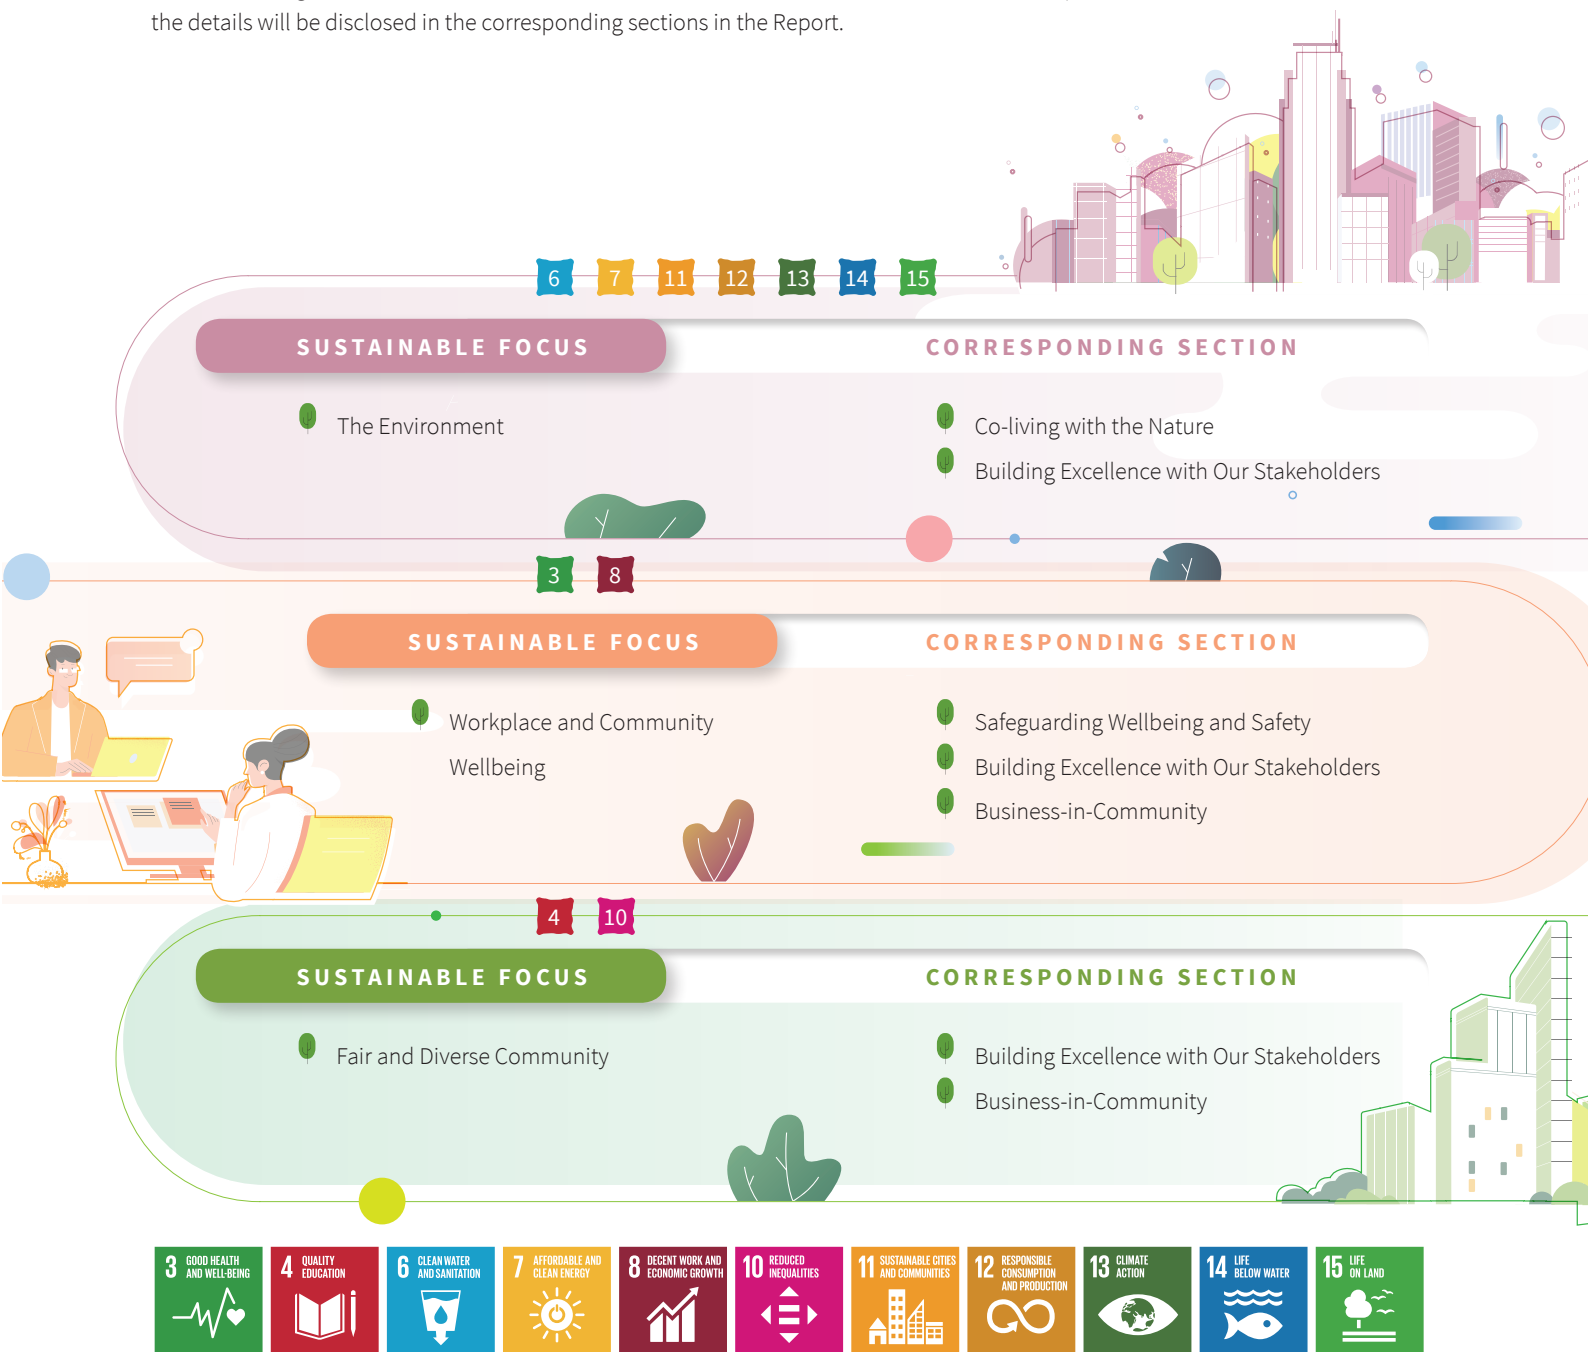 the details will be disclosed in the corresponding sections in the Report.
6 7 11 12 13 14 15
SUSTAINABLE FOCUS
CORRESPONDING SECTION
The Environment
Co-living with the Nature
Building Excellence with Our Stakeholders
3 8
SUSTAINABLE FOCUS
CORRESPONDING SECTION
Workplace and Community
Wellbeing
Safeguarding Wellbeing and Safety
Building Excellence with Our Stakeholders
Business-in-Community
4 10
SUSTAINABLE FOCUS
CORRESPONDING SECTION
Fair and Diverse Community
Building Excellence with Our Stakeholders
Business-in-Community
3 GOOD HEALTH
AND WELL-BEING
4 QUALITY
EDUCATION
6 CLEAN WATER
AND SANITATION
7 AFFORDABLE AND
CLEAN ENERGY
8 DECENT WORK AND
ECONOMIC GROWTH
10 REDUCED
INEQUALITIES
11 SUSTAINABLE CITIES
AND COMMUNITIES
12 RESPONSIBLE
CONSUMPTION
AND PRODUCTION
13 CLIMATE
ACTION
14 LIFE
BELOW WATER
15 LIFE
ON LAND